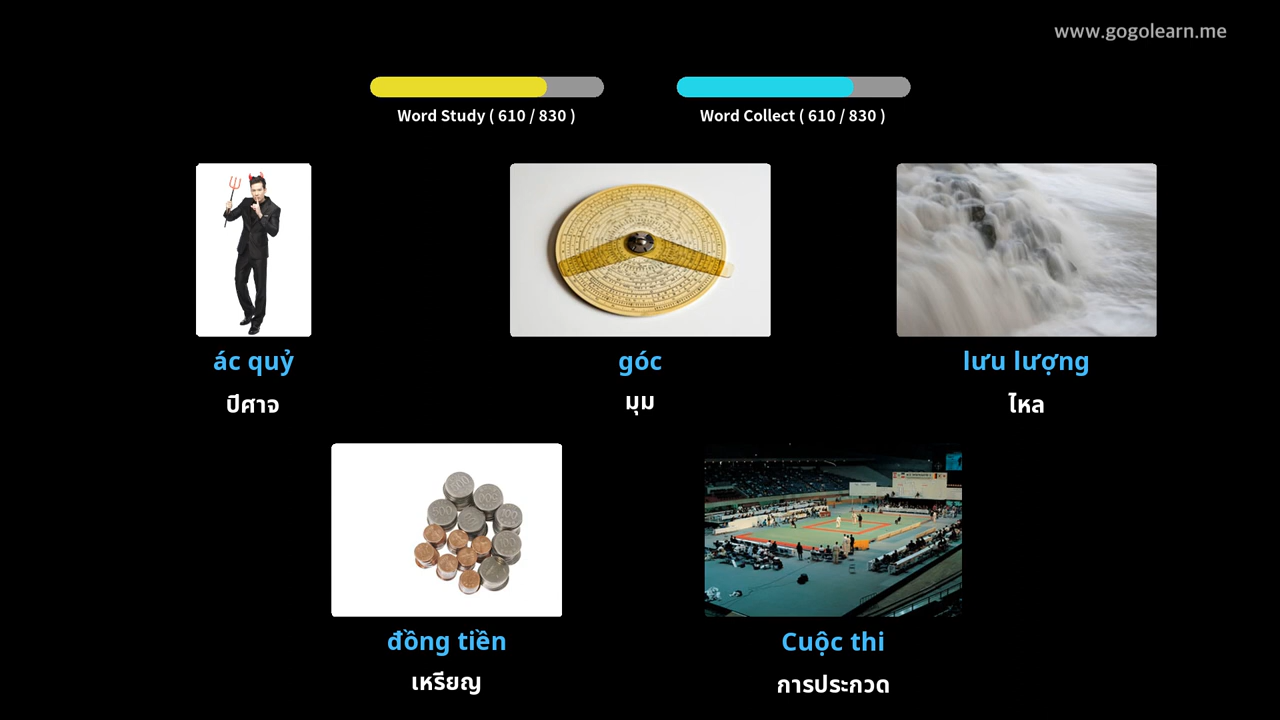 www.gogolearn.me
Word Study ( 610 / 830 )
Word Collect ( 610 / 830 )
ác quỷ
góc
lưu lượng
ปีศาจ
มุม
ไหล
đồng tiền
Cuộc thi
เหรียญ
การประกวด